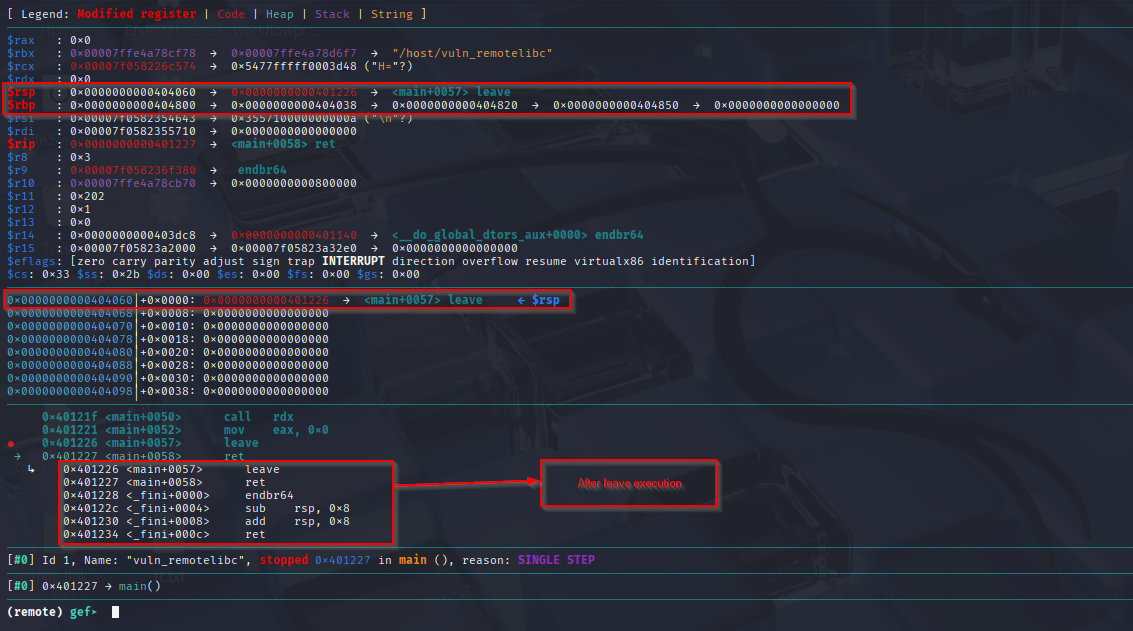 [ Legend: Modified register | Code | Heap | Stack | String ]
$rax   : 0×0
$rbx   : 0×00007ffe4a78cf78  →  0×00007ffe4a78d6f7  →  "/host/vuln_remotelibc"
$rcx   : 0×00007f058226c574  →  0×5477fffff0003d48 ("H="?)
$rdx   : 0×0
$rsp   : 0×0000000000404060  →  0×0000000000401226  →  <main+0057> leave
$rbp   : 0×0000000000404800  →  0×0000000000404038  →  0×0000000000404820  →  0×0000000000404850  →  0×0000000000000000
$rsi   : 0×00007f0582354643  →  0×355710000000000a ("\n"?)
$rdi   : 0×00007f0582355710  →  0×0000000000000000
$rip   : 0×0000000000401227  →  <main+0058> ret
$r8    : 0×3
$r9    : 0×00007f058236f380  →   endbr64
$r10   : 0×00007ffe4a78cb70  →  0×0000000000800000
$r11   : 0×202
$r12   : 0×1
$r13   : 0×0
$r14   : 0×0000000000403dc8  →  0×0000000000401140  →  <__do_global_dtors_aux+0000> endbr64
$r15   : 0×00007f05823a2000  →  0×00007f05823a32e0  →  0×0000000000000000
$eflags: [zero carry parity adjust sign trap INTERRUPT direction overflow resume virtualx86 identification]
$cs: 0×33 $ss: 0×2b $ds: 0×00 $es: 0×00 $fs: 0×00 $gs: 0×00
0×0000000000404060│+0×0000: 0×0000000000401226  →  <main+0057> leave     ← $rsp
0×0000000000404068│+0×0008: 0×0000000000000000
0×0000000000404070│+0×0010: 0×0000000000000000
0×0000000000404078│+0×0018: 0×0000000000000000
0×0000000000404080│+0×0020: 0×0000000000000000
0×0000000000404088│+0×0028: 0×0000000000000000
0×0000000000404090│+0×0030: 0×0000000000000000
0×0000000000404098│+0×0038: 0×0000000000000000
0×40121f <main+0050>      call   rdx
0×401221 <main+0052>      mov    eax, 0×0
● 0×401226 <main+0057>      leave
→ 0×401227 <main+0058>      ret
↳ 0×401226 <main+0057>      leave
0×401227 <main+0058>      ret
0×401228 <_fini+0000>     endbr64
After leave execution
0×40122c <_fini+0004>     sub    rsp, 0×8
0×401230 <_fini+0008>     add    rsp, 0×8
0×401234 <_fini+000c>     ret
[#0] Id 1, Name: "vuln_remotelibc", stopped 0×401227 in main (), reason: SINGLE STEP
[#0] 0×401227 → main()
(remote) gef➤